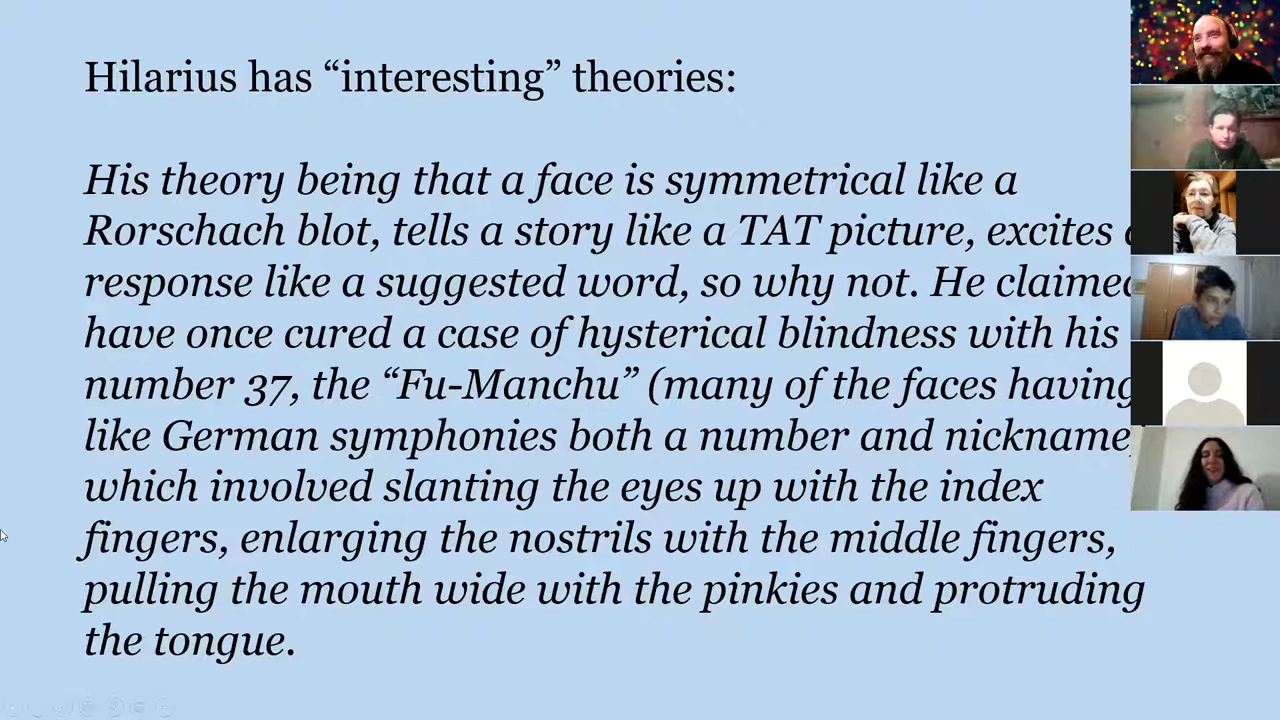 Hilarius has “interesting” theories:
His theory being that a face is symmetrical like a
Rorschach blot, tells a story like a TAT picture, excites
response like a suggested word, so why not. He claimed
have once cured a case of hysterical blindness with his
number 37, the “Fu-Manchu” (many of the faces having
like German symphonies both a number and nickname,
which involved slanting the eyes up with the index
fingers, enlarging the nostrils with the middle fingers,
pulling the mouth wide with the pinkies and protruding
the tongue.